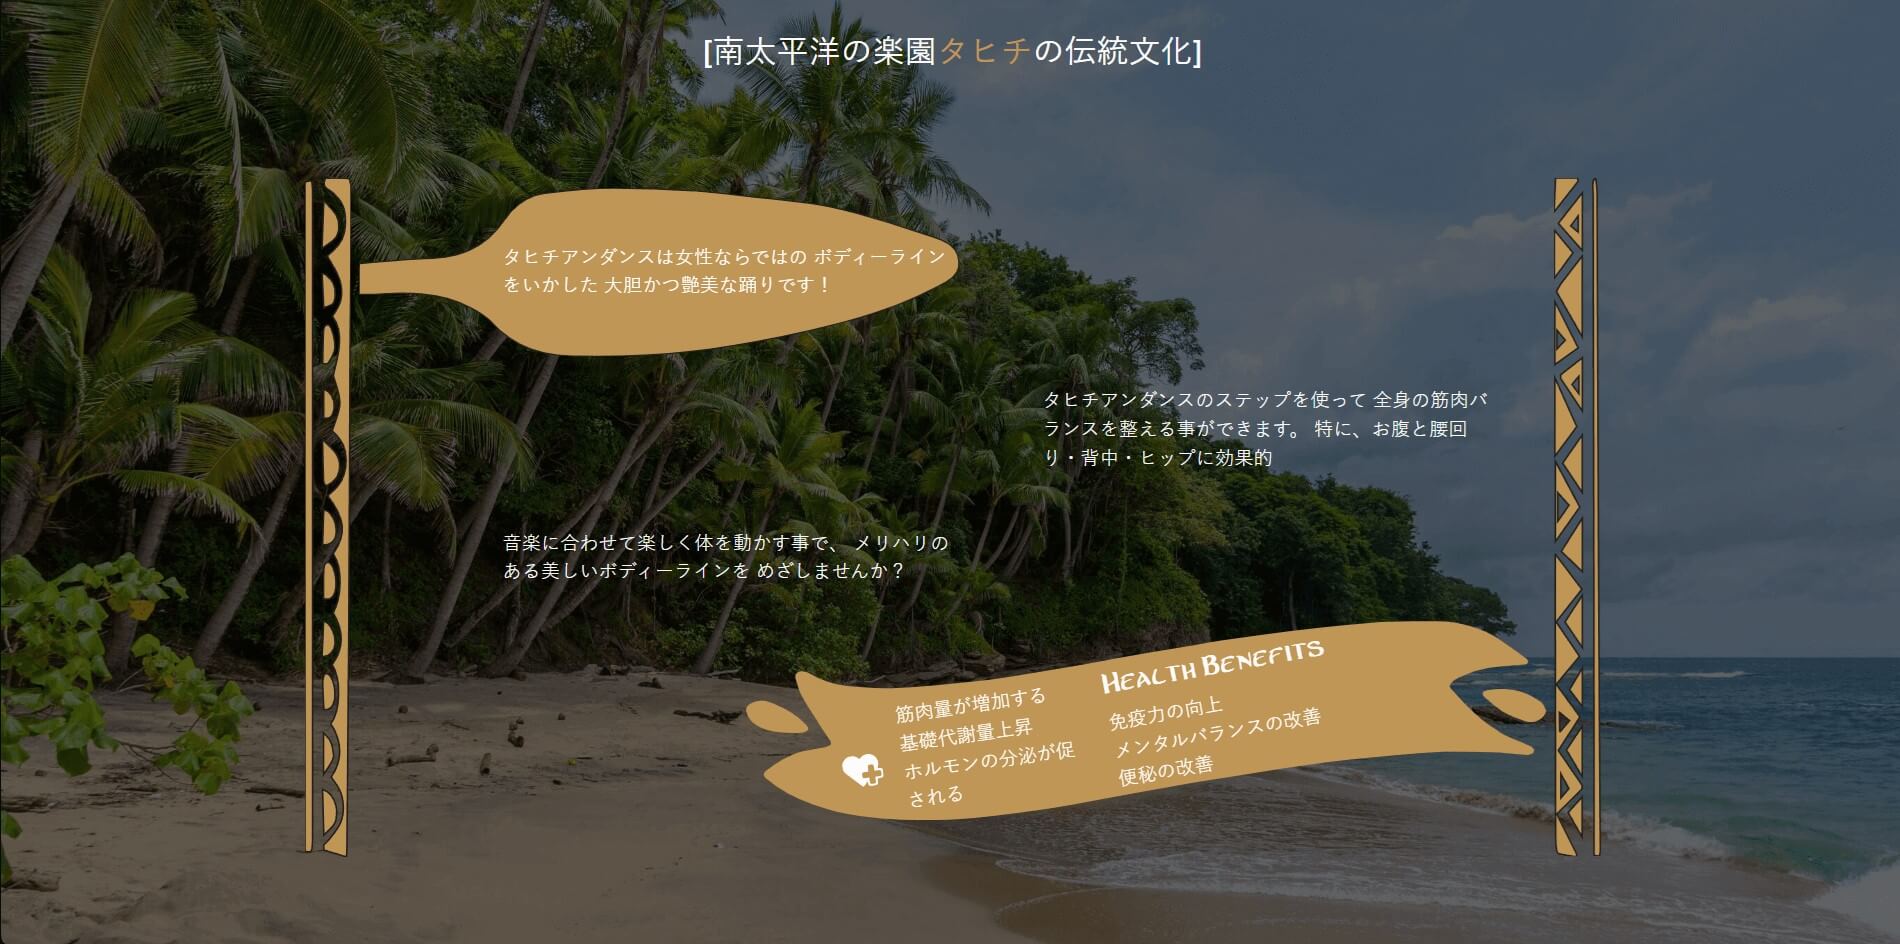 [南太平洋の楽園タヒチの伝統文化]
タヒチアンダンスは女性ならではの ボディーライン
をいかした 大胆かつ艶美な踊りです！
タヒチアンダンスのステップを使って 全身の筋肉バ
ランスを整える事ができます。 特に、お腹と腰回
り・背中・ヒップに効果的
音楽に合わせて楽しく体を動かす事で、 メリハリの
ある美しいボディーラインを めざしませんか？
HEALTH BENEFITS
筋肉量が増加する
基礎代謝量上昇
ホルモンの分泌が促
される
免疫力の向上
メンタルバランスの改善
便秘の改善